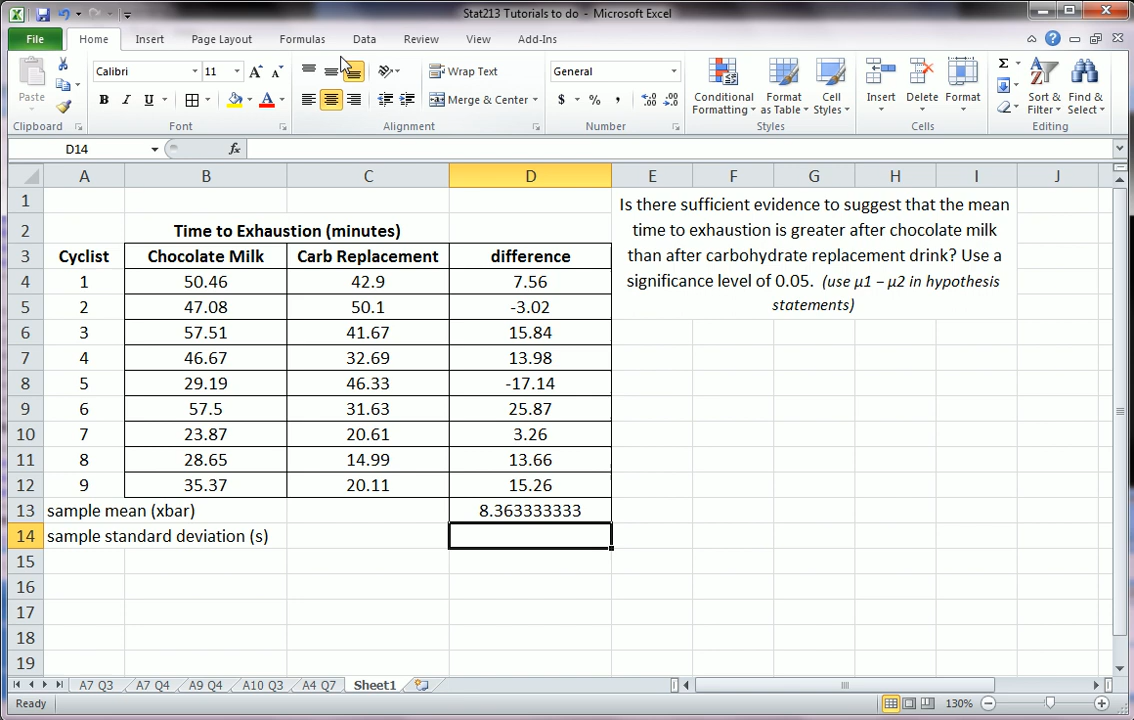 Stat213 Tutorials to do - Microsoft Excel
File Home Insert Page Layout Formulas Data Review View Add-Ins
Calibri 11 Wrap Text General
Paste B I U Merge & Center $ % , Conditional Formatting Format as Table Cell Styles Insert Delete Format Sort & Filter Find & Select
Clipboard Font Alignment Number Styles Cells Editing
D14 fx
A B C D E F G H I J
1 Is there sufficient evidence to suggest that the mean
2 Time to Exhaustion (minutes) time to exhaustion is greater after chocolate milk
3 Cyclist Chocolate Milk Carb Replacement difference than after carbohydrate replacement drink? Use a
4 1 50.46 42.9 7.56 significance level of 0.05. (use µ1 – µ2 in hypothesis
5 2 47.08 50.1 -3.02 statements)
6 3 57.51 41.67 15.84
7 4 46.67 32.69 13.98
8 5 29.19 46.33 -17.14
9 6 57.5 31.63 25.87
10 7 23.87 20.61 3.26
11 8 28.65 14.99 13.66
12 9 35.37 20.11 15.26
13 sample mean (xbar) 8.363333333
14 sample standard deviation (s)
15
16
17
18
19
A7 Q3 A7 Q4 A9 Q4 A10 Q3 A4 Q7 Sheet1
Ready 130%